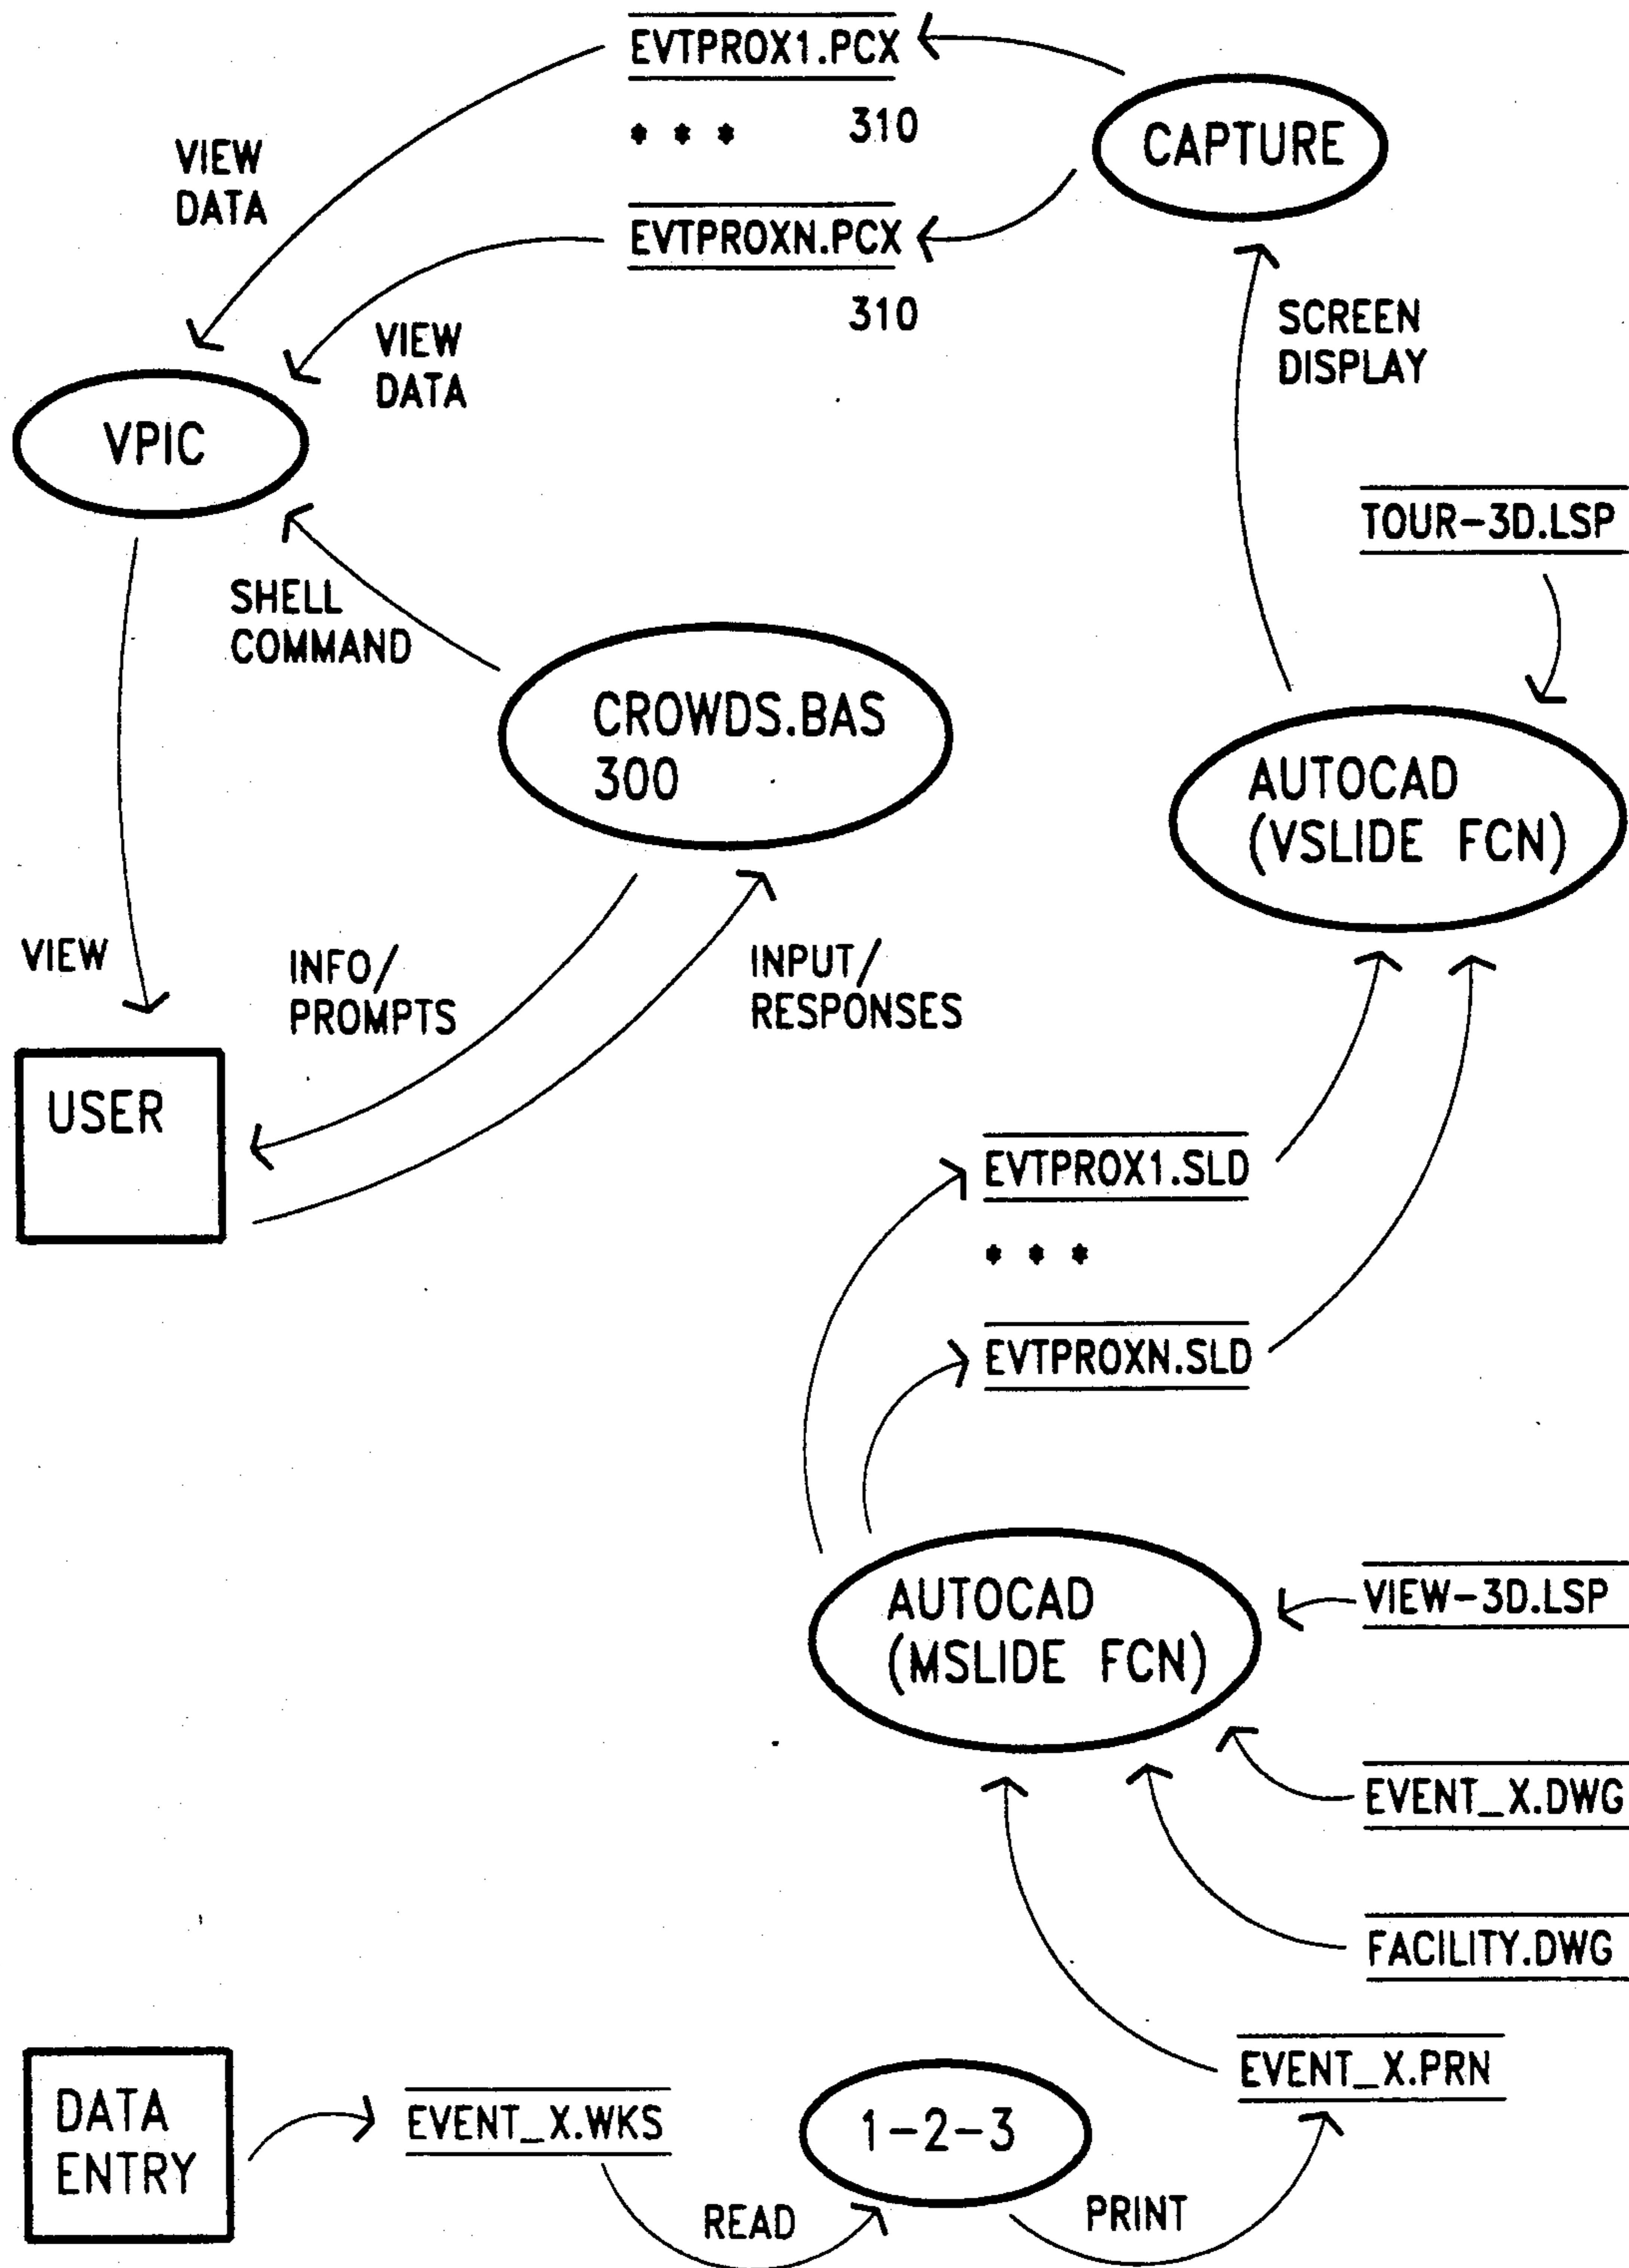 EVTPROX1.PCX
* * * 310
CAPTURE
VIEW
DATA
EVTPROXN.PCX
310
SCREEN
DISPLAY
VIEW
DATA
VPIC
TOUR-3D.LSP
SHELL
COMMAND
CROWDS.BAS
300
AUTOCAD
(VSLIDE FCN)
VIEW
INFO/
PROMPTS
INPUT/
RESPONSES
USER
EVTPROX1.SLD
* * *
EVTPROXN.SLD
AUTOCAD
(MSLIDE FCN)
VIEW-3D.LSP
EVENT_X.DWG
FACILITY.DWG
EVENT_X.PRN
DATA
ENTRY
EVENT_X.WKS
1-2-3
READ
PRINT